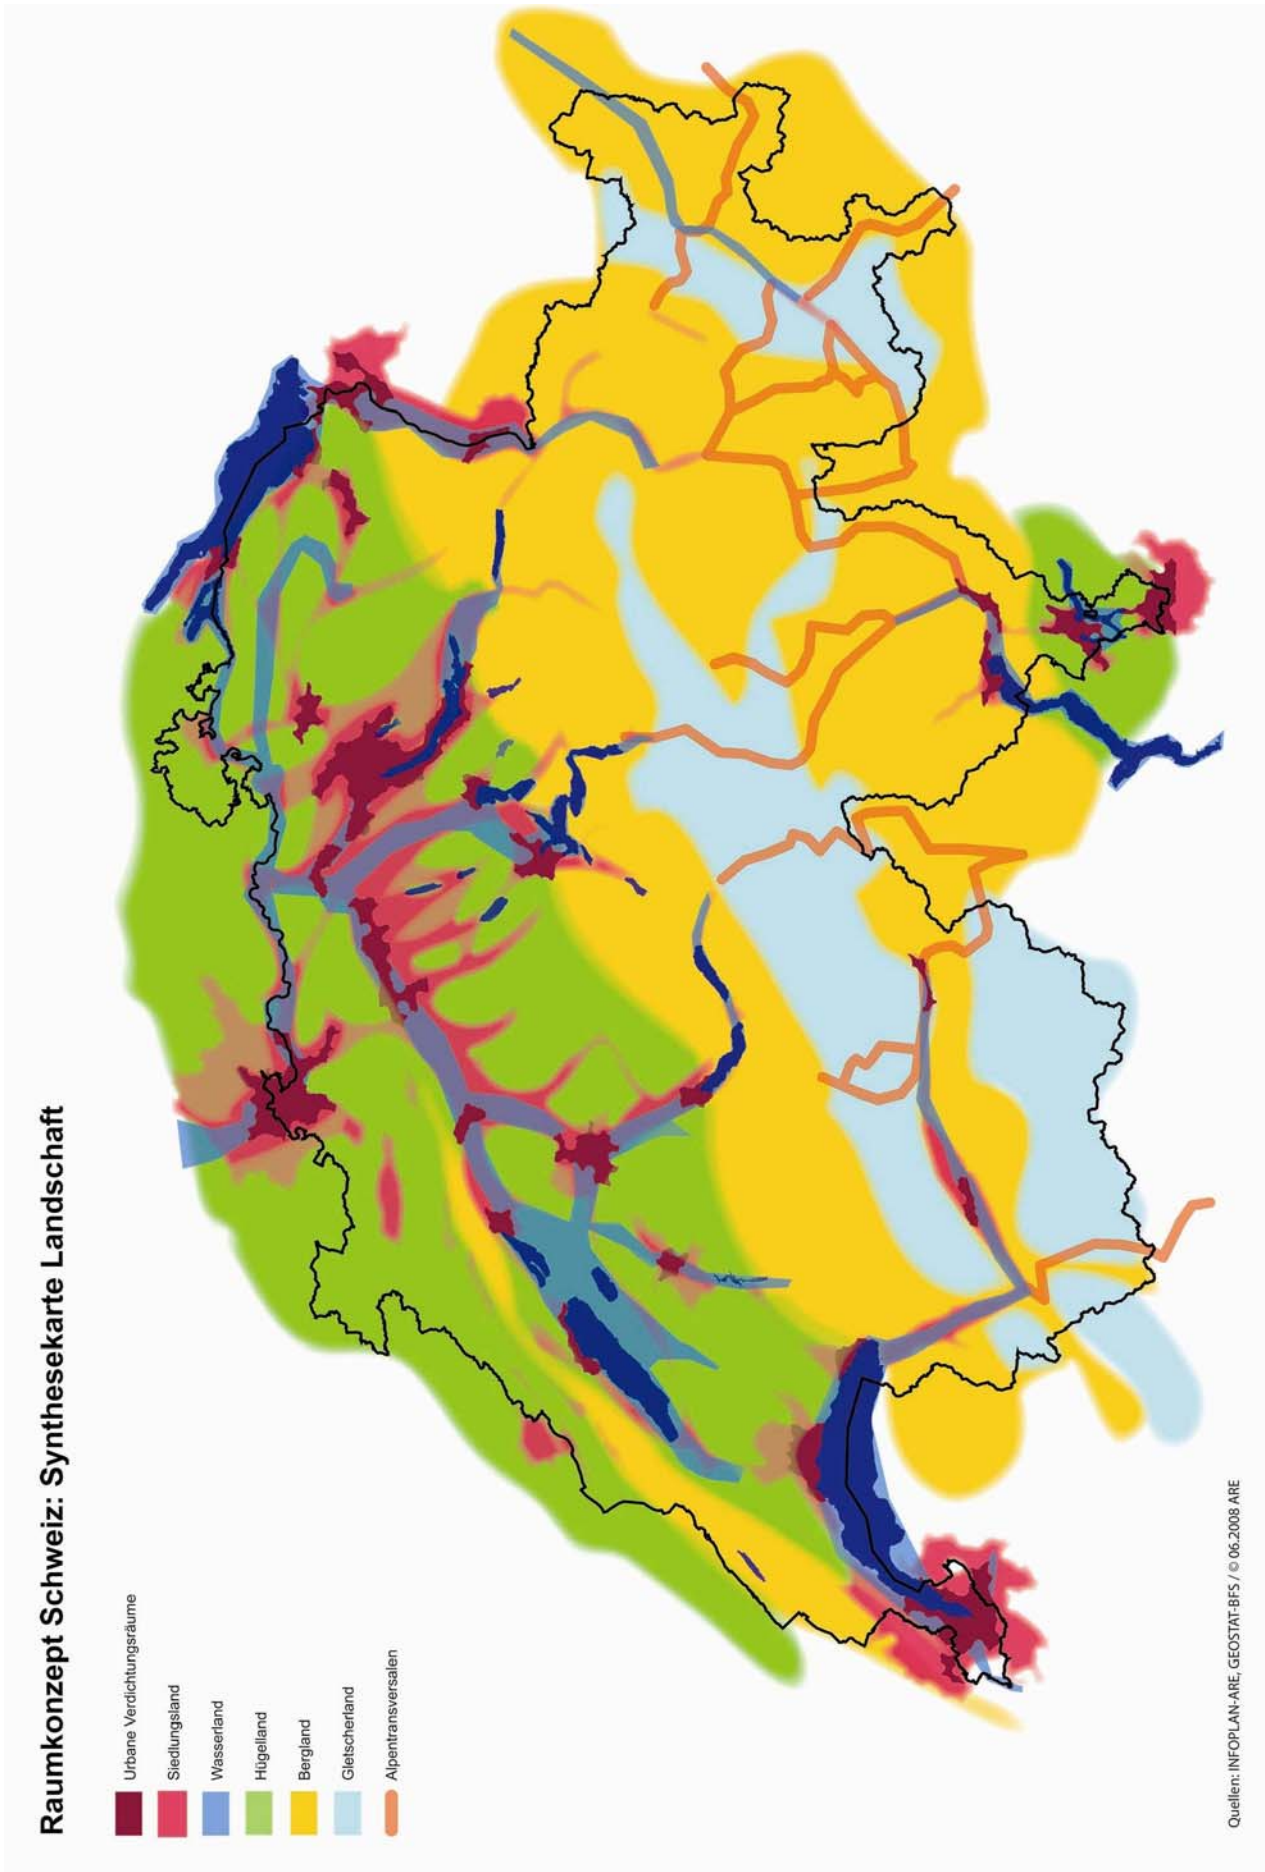 Raumkonzept Schweiz: Synthesekarte Landschaft
Urbane Verdichtungsräume
Siedlungsland
Wasserland
Hügelland
Bergland
Gletscherland
Alpentransversalen
Quellen: INFOPLAN-ARE, GEOSTAT-BFS / © 06.2008 ARE